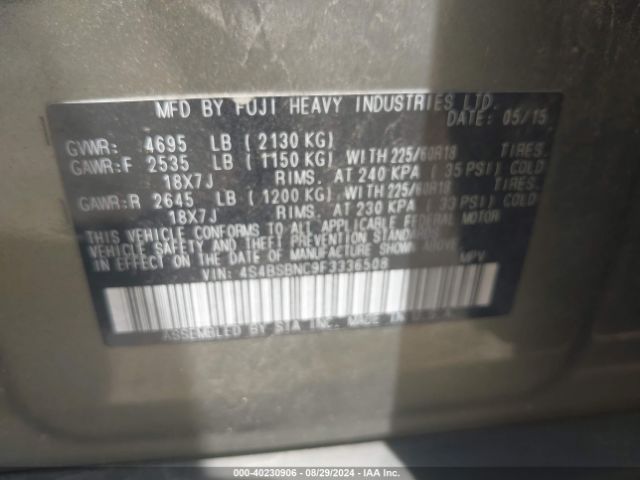 MFD BY FUJI HEAVY INDUSTRIES LTD.
DATE: 05/15
GVWR: 4695 LB (2130 KG)
GAWR:F 2535 LB (1150 KG) WITH 225/60R18 TIRES.
18X7J RIMS. AT 240 KPA (35 PSI) COLD
GAWR:R 2645 LB (1200 KG) WITH 225/60R18 TIRES.
18X7J RIMS. AT 230 KPA (33 PSI) COLD
THIS VEHICLE CONFORMS TO ALL APPLICABLE FEDERAL MOTOR
VEHICLE SAFETY AND THEFT PREVENTION STANDARDS
IN EFFECT ON THE DATE OF MANUFACTURE SHOWN ABOVE.
VIN: 4S4BSBNC9F3336508 MPV
ASSEMBLED BY SIA INC. MADE IN U.S.A.
000-40230906 - 08/29/2024 - IAA Inc.